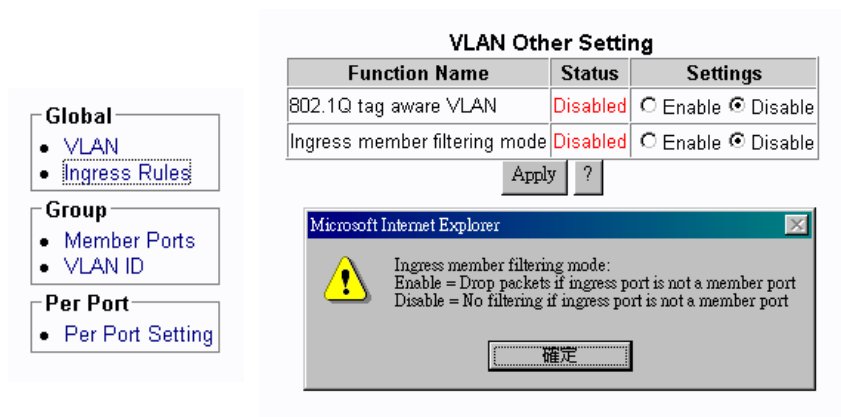 Global
VLAN
Ingress Rules
Group
Member Ports
VLAN ID
Per Port
Per Port Setting
VLAN Other Setting
Function Name Status Settings
802.1Q tag aware VLAN Disabled Enable Disable
Ingress member filtering mode Disabled Enable Disable
Apply ?
Microsoft Internet Explorer
Ingress member filtering mode:
Enable = Drop packets if ingress port is not a member port
Disable = No filtering if ingress port is not a member port
確定